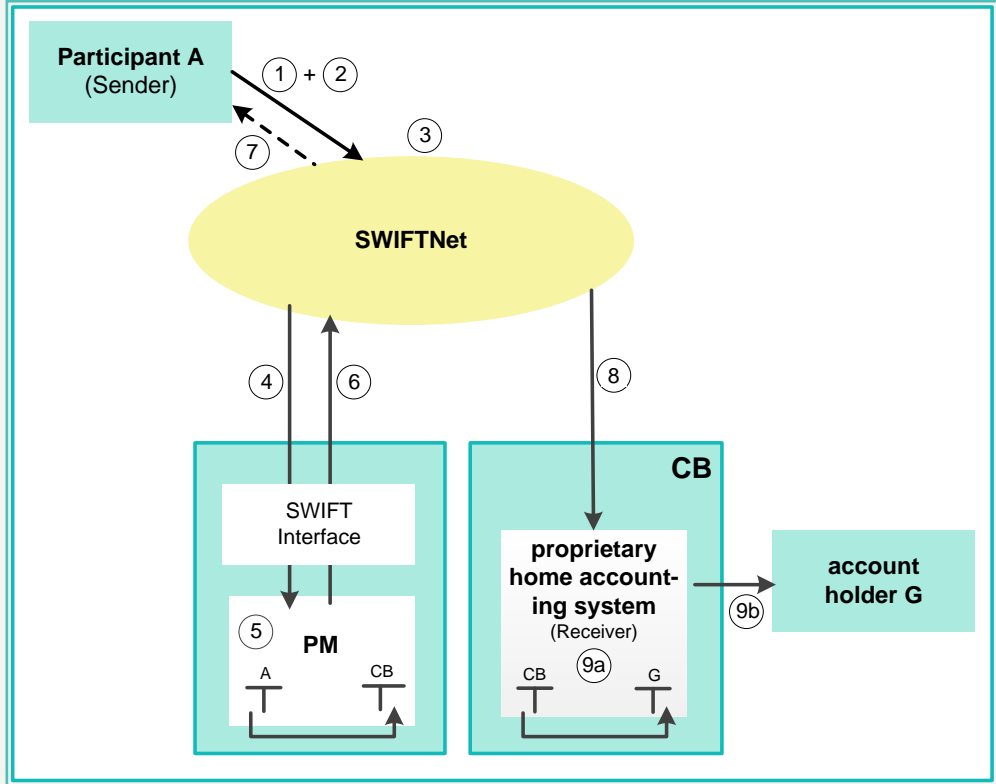 Participant A
(Sender)
1 + 2
3
7
SWIFTNet
4
6
8
CB
SWIFT
Interface
proprietary
home account-
ing system
(Receiver)
account
holder G
9b
5
PM
9a
A
CB
CB
G